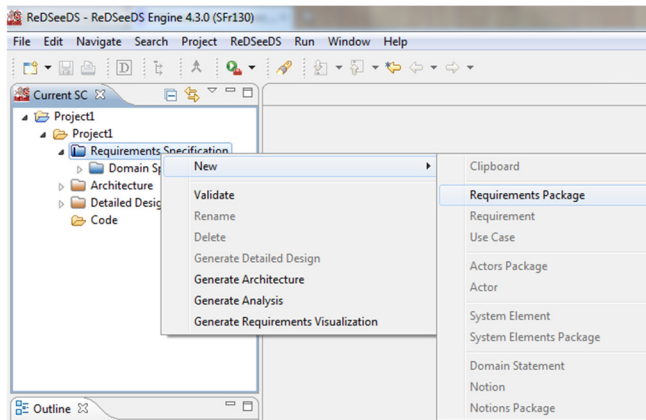 ReDSeeDS - ReDSeeDS Engine 4.3.0 (SFr130)
File Edit Navigate Search Project ReDSeeDS Run Window Help
D
Current SC
Project1
Project1
Requirements Specification
Domain Sp
Architecture
Detailed Desig
Code
New
Validate
Rename
Delete
Generate Detailed Design
Generate Architecture
Generate Analysis
Generate Requirements Visualization
Clipboard
Requirements Package
Requirement
Use Case
Actors Package
Actor
System Element
System Elements Package
Domain Statement
Notion
Notions Package
Outline